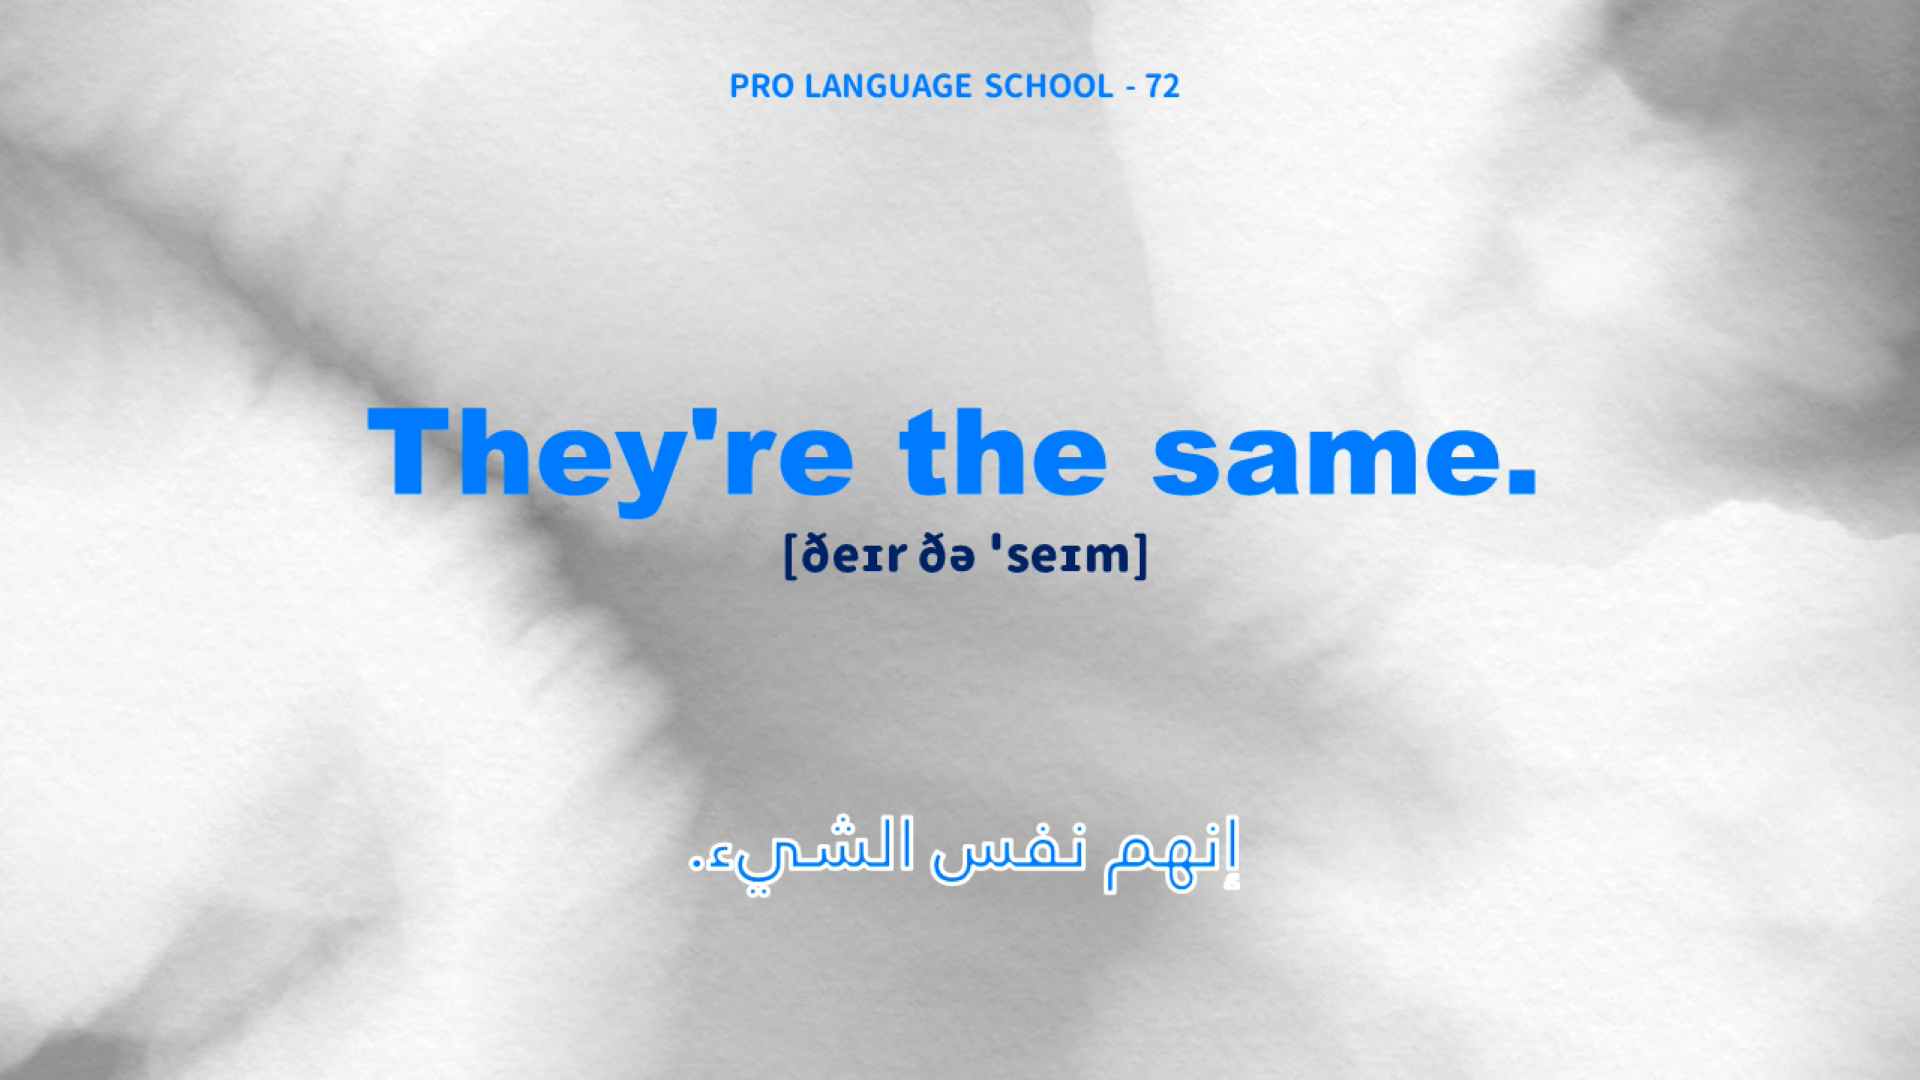 PRO LANGUAGE SCHOOL - 72
They're the same.
[ðeɪr ðə ˈseɪm]
إنهم نفس الشيء.